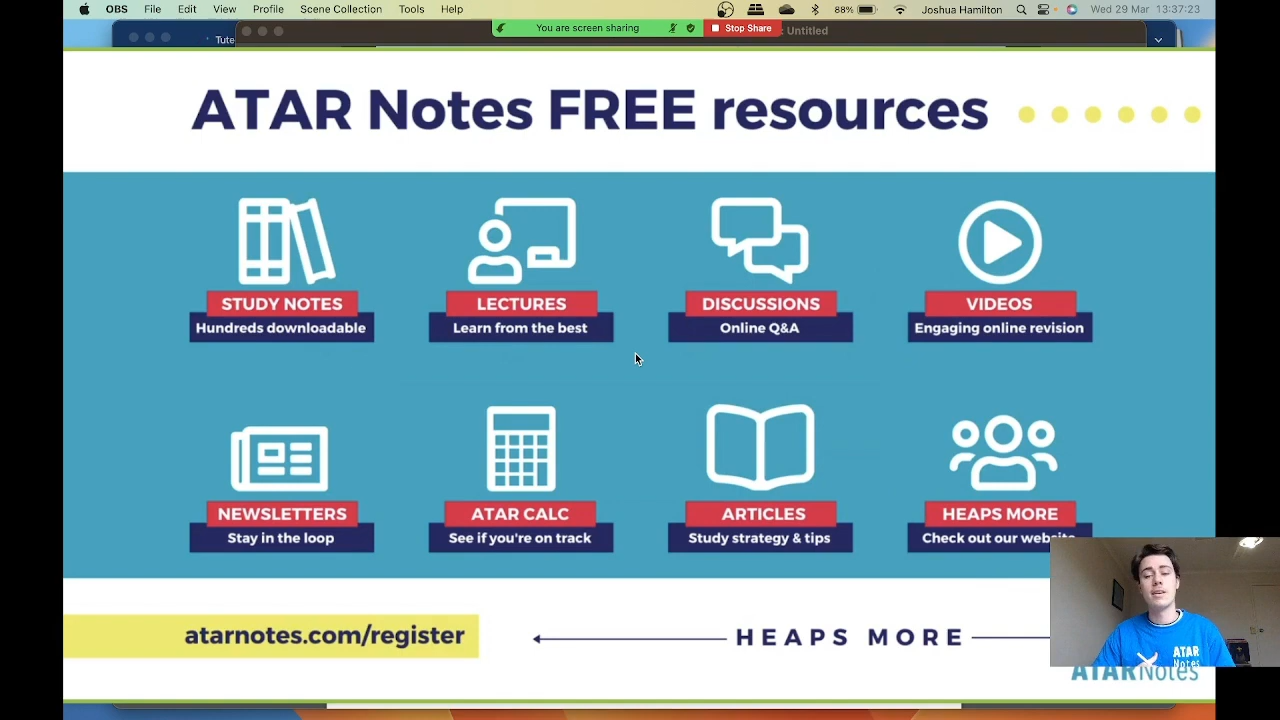 OBS File Edit View Profile Scene Collection Tools Help 88% Joshua Hamilton Wed 29 Mar 13:37:23
You are screen sharing Stop Share
Tute Untitled
ATAR Notes FREE resources
STUDY NOTES LECTURES DISCUSSIONS VIDEOS
Hundreds downloadable Learn from the best Online Q&A Engaging online revision
NEWSLETTERS ATAR CALC ARTICLES HEAPS MORE
Stay in the loop See if you're on track Study strategy & tips Check out our website
atarnotes.com/register HEAPS MORE
ATAR
Notes
ATARNotes